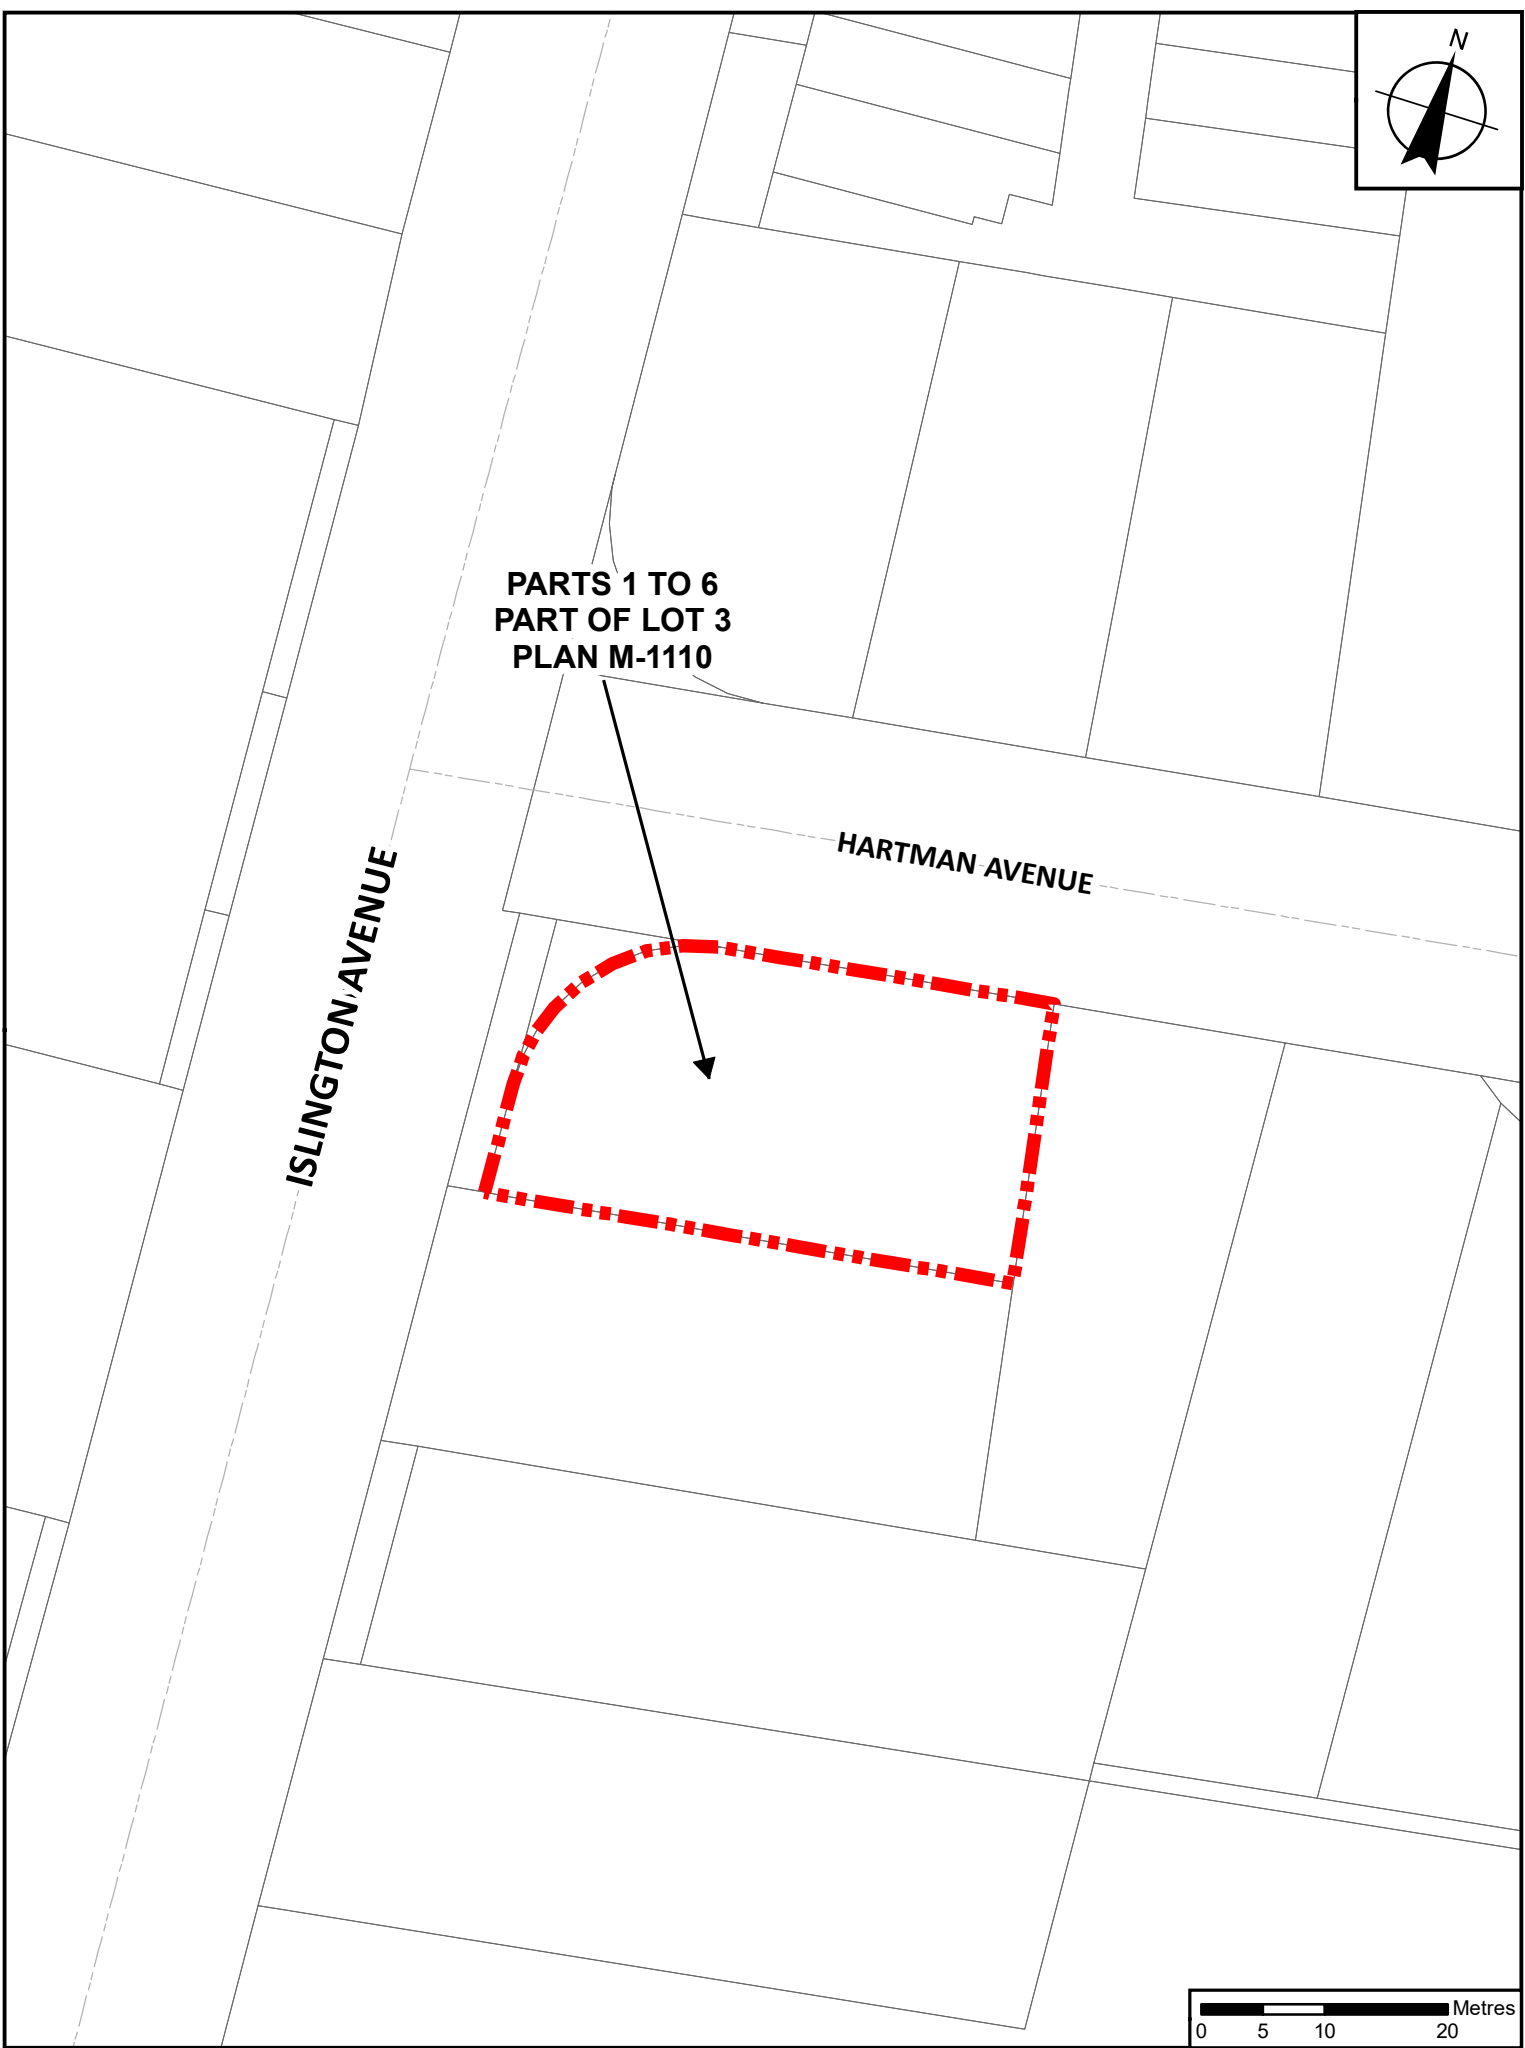 N
PARTS 1 TO 6
PART OF LOT 3
PLAN M-1110
HARTMAN AVENUE
ISLINGTON AVENUE
Metres
0 5 10 20